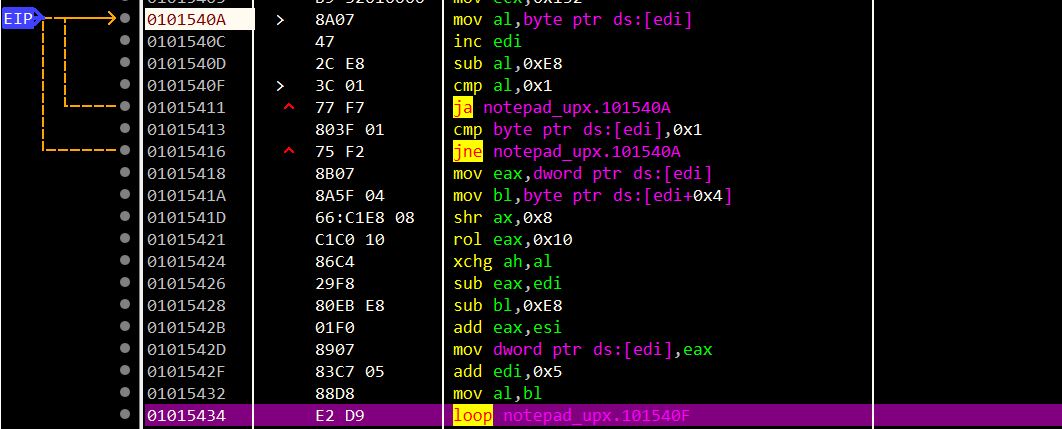 EIP 0101540A 8A07 mov al,byte ptr ds:[edi]
0101540C 47 inc edi
0101540D 2C E8 sub al,0xE8
0101540F 3C 01 cmp al,0x1
01015411 77 F7 ja notepad_upx.101540A
01015413 803F 01 cmp byte ptr ds:[edi],0x1
01015416 75 F2 jne notepad_upx.101540A
01015418 8B07 mov eax,dword ptr ds:[edi]
0101541A 8A5F 04 mov bl,byte ptr ds:[edi+0x4]
0101541D 66:C1E8 08 shr ax,0x8
01015421 C1C0 10 rol eax,0x10
01015424 86C4 xchg ah,al
01015426 29F8 sub eax,edi
01015428 80EB E8 sub bl,0xE8
0101542B 01F0 add eax,esi
0101542D 8907 mov dword ptr ds:[edi],eax
0101542F 83C7 05 add edi,0x5
01015432 88D8 mov al,bl
01015434 E2 D9 loop notepad_upx.101540F